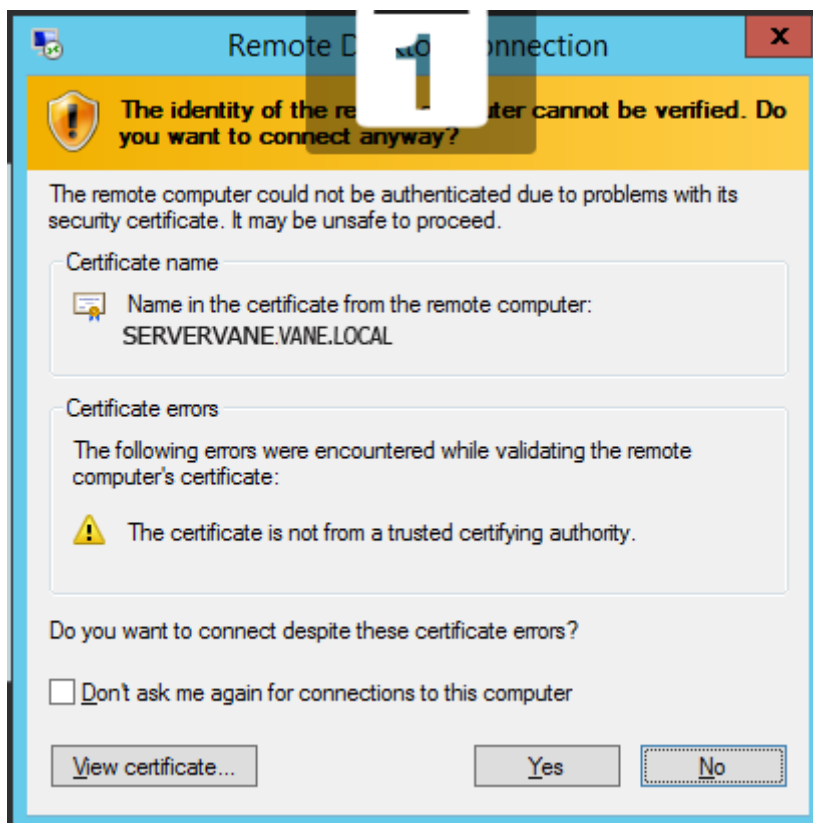 Remote D onnection
x
1
The identity of the re uter cannot be verified. Do
you want to connect anyway?
The remote computer could not be authenticated due to problems with its
security certificate. It may be unsafe to proceed.
Certificate name
Name in the certificate from the remote computer:
SERVERVANE.VANE.LOCAL
Certificate errors
The following errors were encountered while validating the remote
computer's certificate:
The certificate is not from a trusted certifying authority.
Do you want to connect despite these certificate errors?
Don't ask me again for connections to this computer
View certificate...
Yes
No